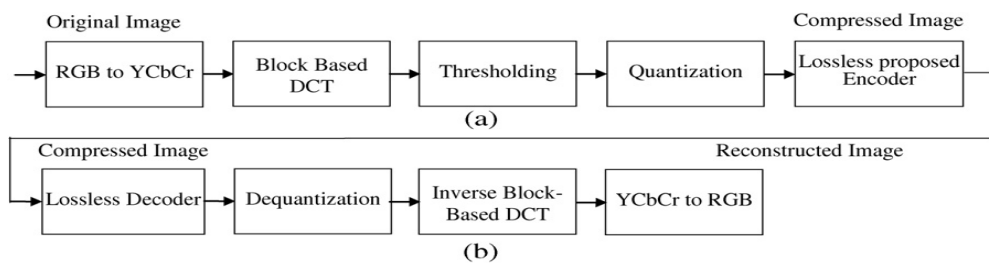 Original Image
Compressed Image
RGB to YCbCr
Block Based
DCT
Thresholding
Quantization
Lossless proposed
Encoder
(a)
Compressed Image
Reconstructed Image
Lossless Decoder
Dequantization
Inverse Block-
Based DCT
YCbCr to RGB
(b)